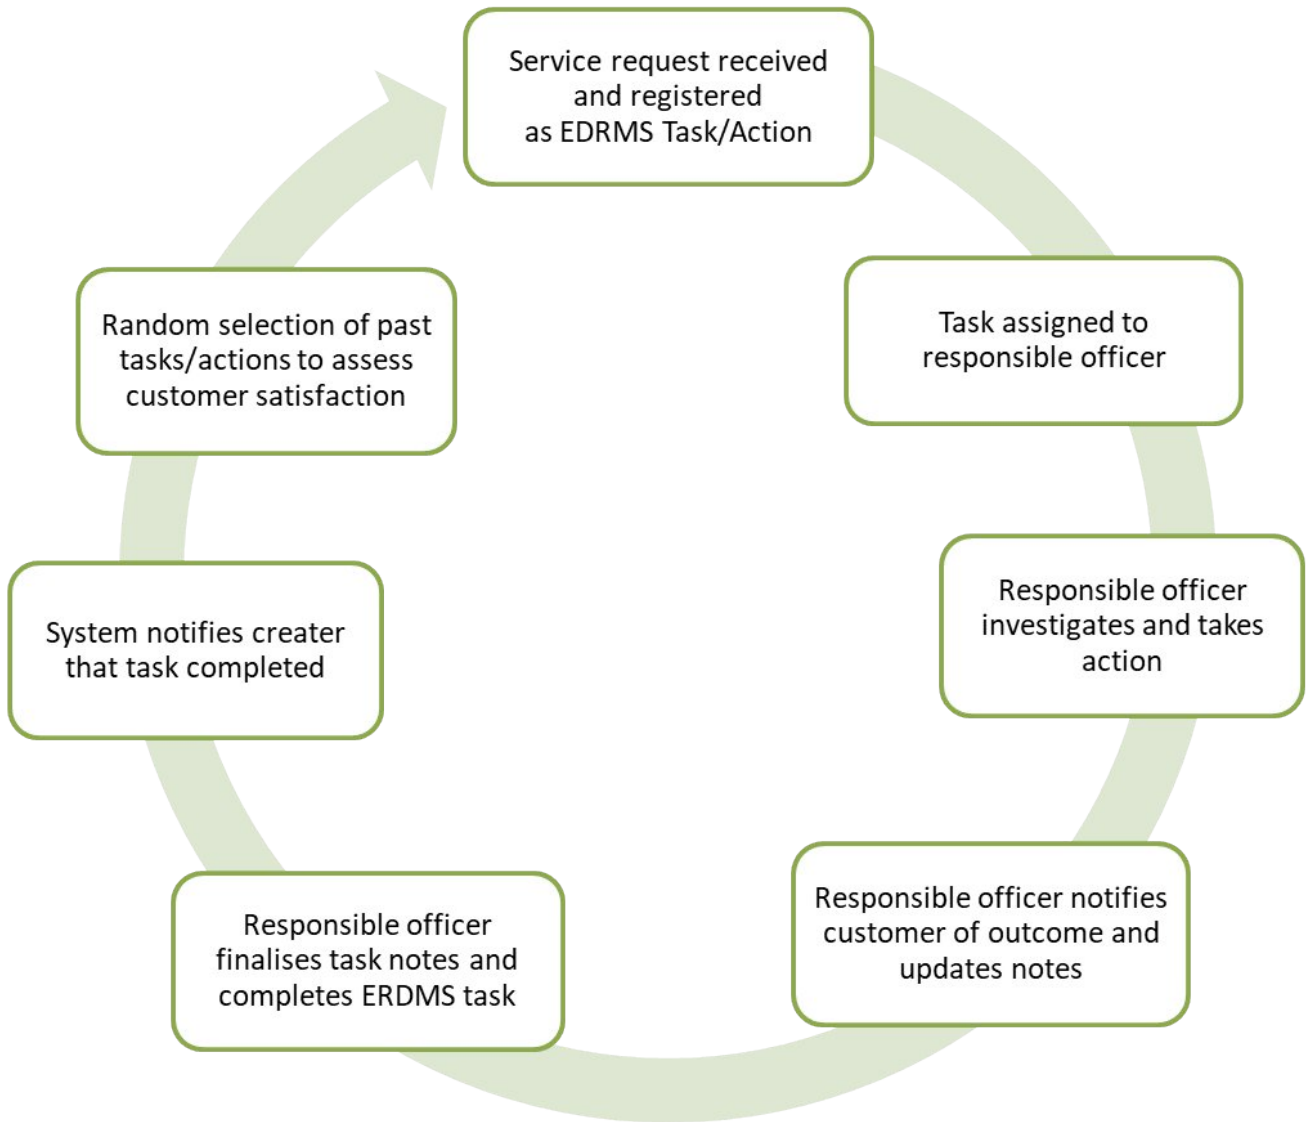 Service request received
and registered
as EDRMS Task/Action
Task assigned to
responsible officer
Responsible officer
investigates and takes
action
Responsible officer notifies
customer of outcome and
updates notes
Responsible officer
finalises task notes and
completes ERDMS task
System notifies creater
that task completed
Random selection of past
tasks/actions to assess
customer satisfaction